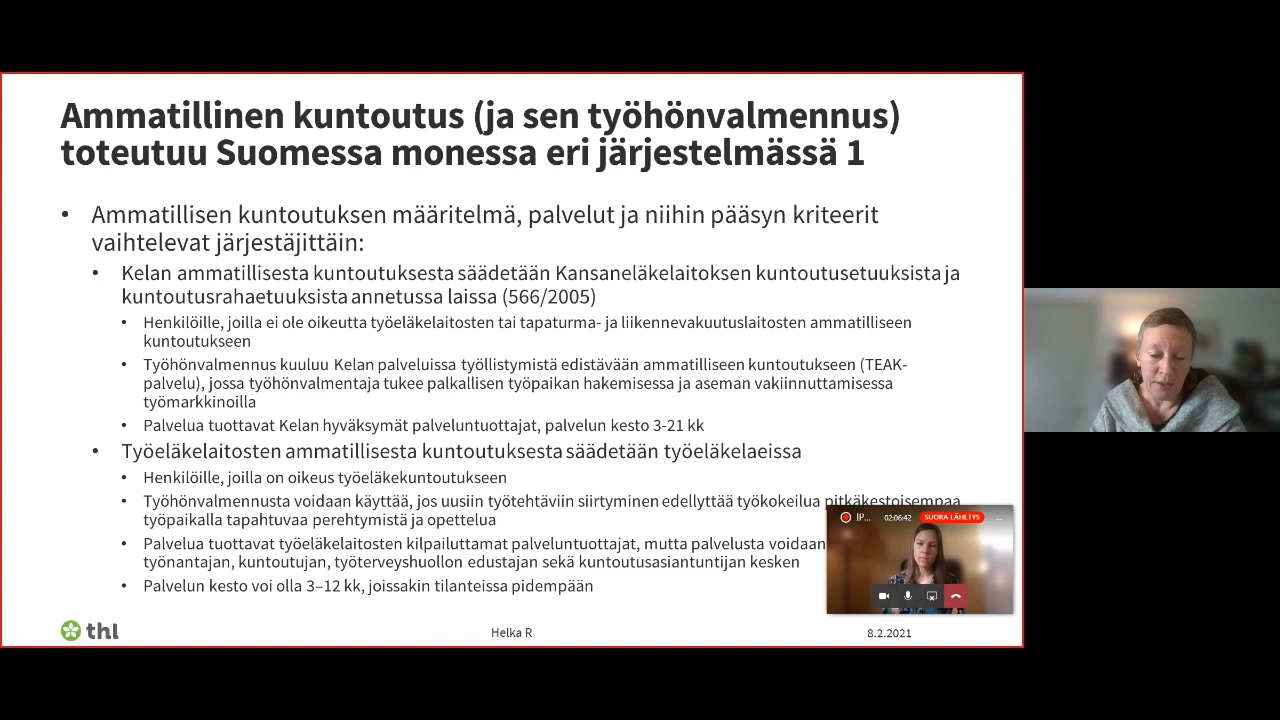 Ammatillinen kuntoutus (ja sen työhönvalmennus)
toteutuu Suomessa monessa eri järjestelmässä 1
• Ammatillisen kuntoutuksen määritelmä, palvelut ja niihin pääsyn kriteerit
vaihtelevat järjestäjittäin:
• Kelan ammatillisesta kuntoutuksesta säädetään Kansaneläkelaitoksen kuntoutusetuuksista ja
kuntoutusrahaetuuksista annetussa laissa (566/2005)
• Henkilöille, joilla ei ole oikeutta työeläkelaitosten tai tapaturma- ja liikennevakuutuslaitosten ammatilliseen
kuntoutukseen
• Työhönvalmennus kuuluu Kelan palveluissa työllistymistä edistävään ammatilliseen kuntoutukseen (TEAK-
palvelu), jossa työhönvalmentaja tukee palkallisen työpaikan hakemisessa ja aseman vakiinnuttamisessa
työmarkkinoilla
• Palvelua tuottavat Kelan hyväksymät palveluntuottajat, palvelun kesto 3-21 kk
• Työeläkelaitosten ammatillisesta kuntoutuksesta säädetään työeläkelaeissa
• Henkilöille, joilla on oikeus työeläkekuntoutukseen
• Työhönvalmennusta voidaan käyttää, jos uusiin työtehtäviin siirtyminen edellyttää työkokeilua pitkäkestoisempaa
työpaikalla tapahtuvaa perehtymistä ja opettelua
• Palvelua tuottavat työeläkelaitosten kilpailuttamat palveluntuottajat, mutta palvelusta voidaan
työnantajan, kuntoutujan, työterveyshuollon edustajan sekä kuntoutusasiantuntijan kesken
• Palvelun kesto voi olla 3–12 kk, joissakin tilanteissa pidempään
IP... 02:06:42 SUORA LÄHETYS
thl
Helka R
8.2.2021